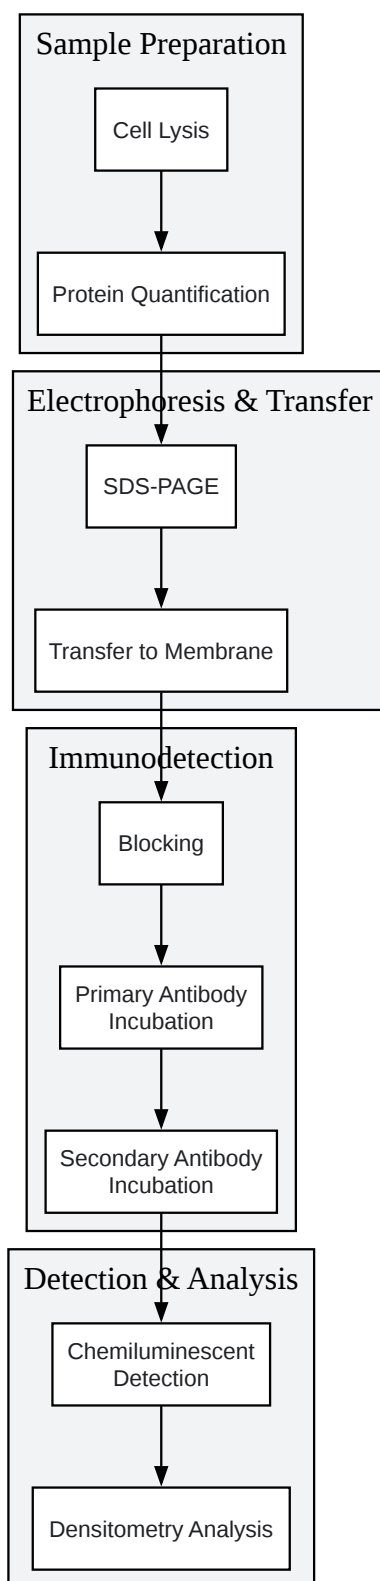 Sample Preparation
Cell Lysis
Protein Quantification
Electrophoresis & Transfer
SDS-PAGE
Transfer to Membrane
Immunodetection
Blocking
Primary Antibody
Incubation
Secondary Antibody
Incubation
Detection & Analysis
Chemiluminescent
Detection
Densitometry Analysis